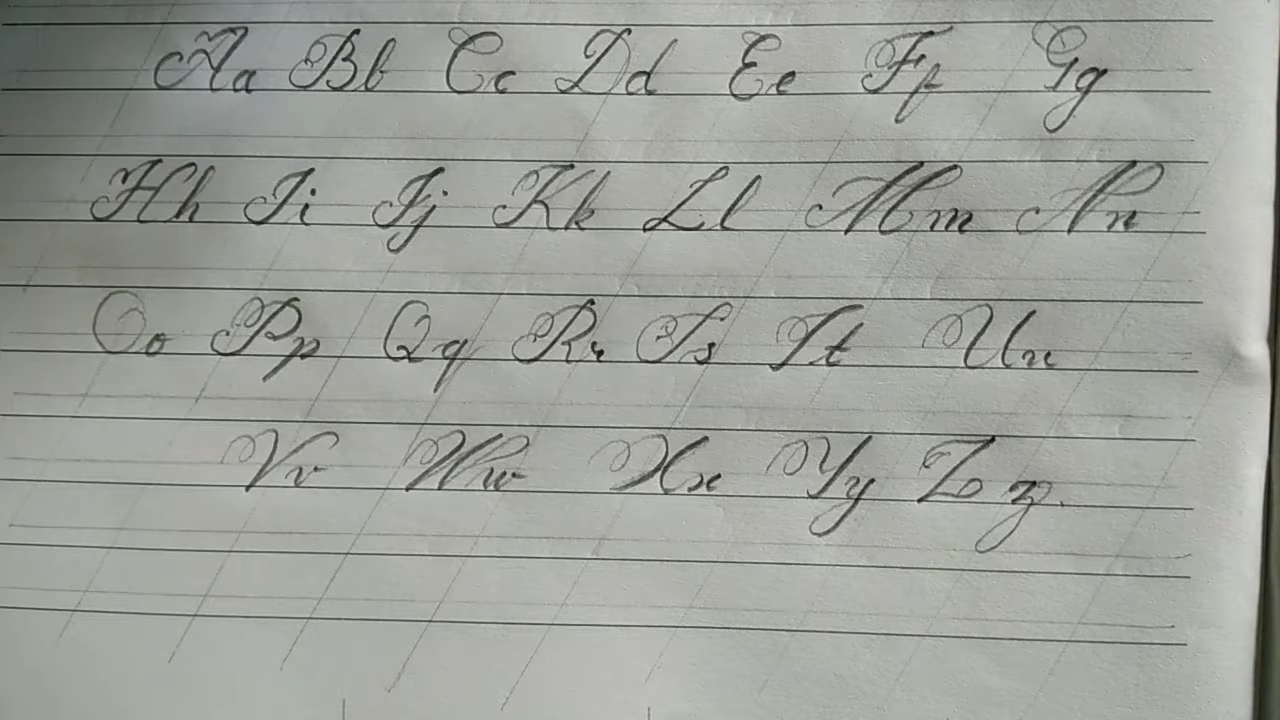 Aa Bb Cc Dd Ee Ff Gg
Hh Ii Jj Kk Ll Mm Nn
Oo Pp Qq Rr Ss Tt Uu
Vv Ww Xx Yy Zz.